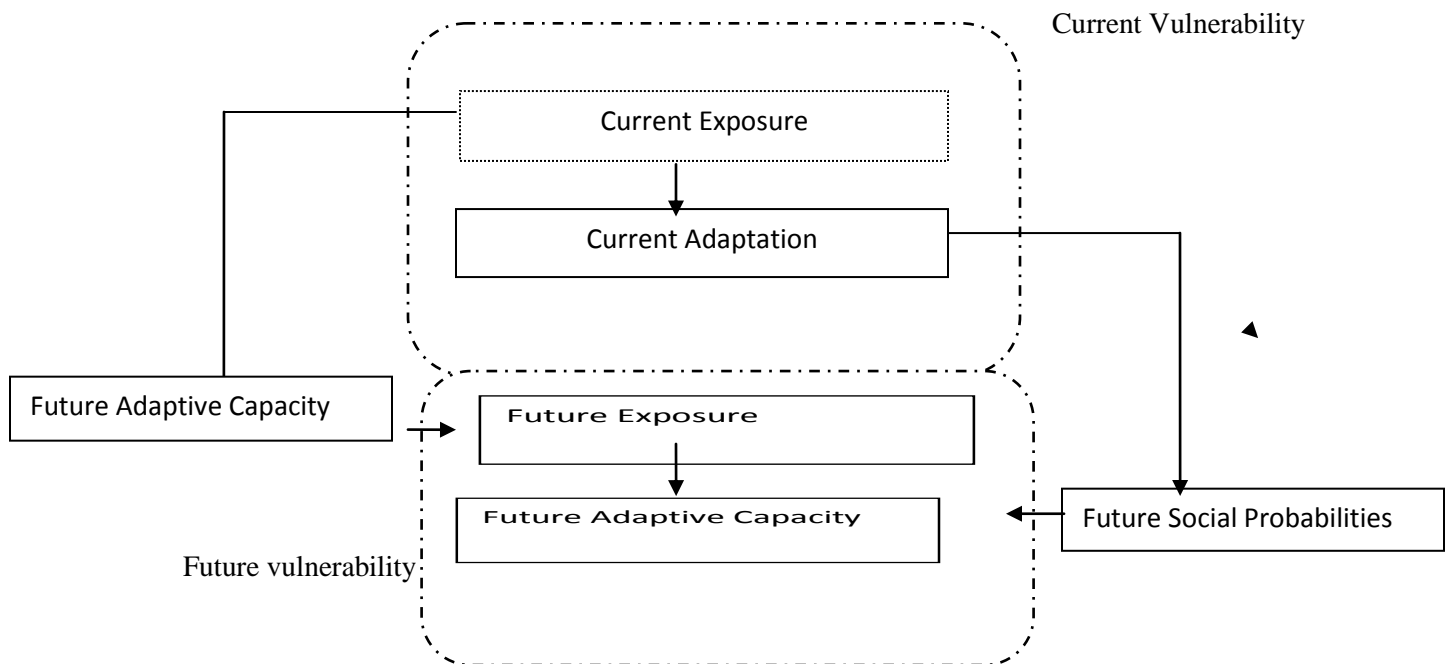 Current Vulnerability
Current Exposure
Current Adaptation
Future Adaptive Capacity
Future Exposure
Future Adaptive Capacity
Future Social Probabilities
Future vulnerability